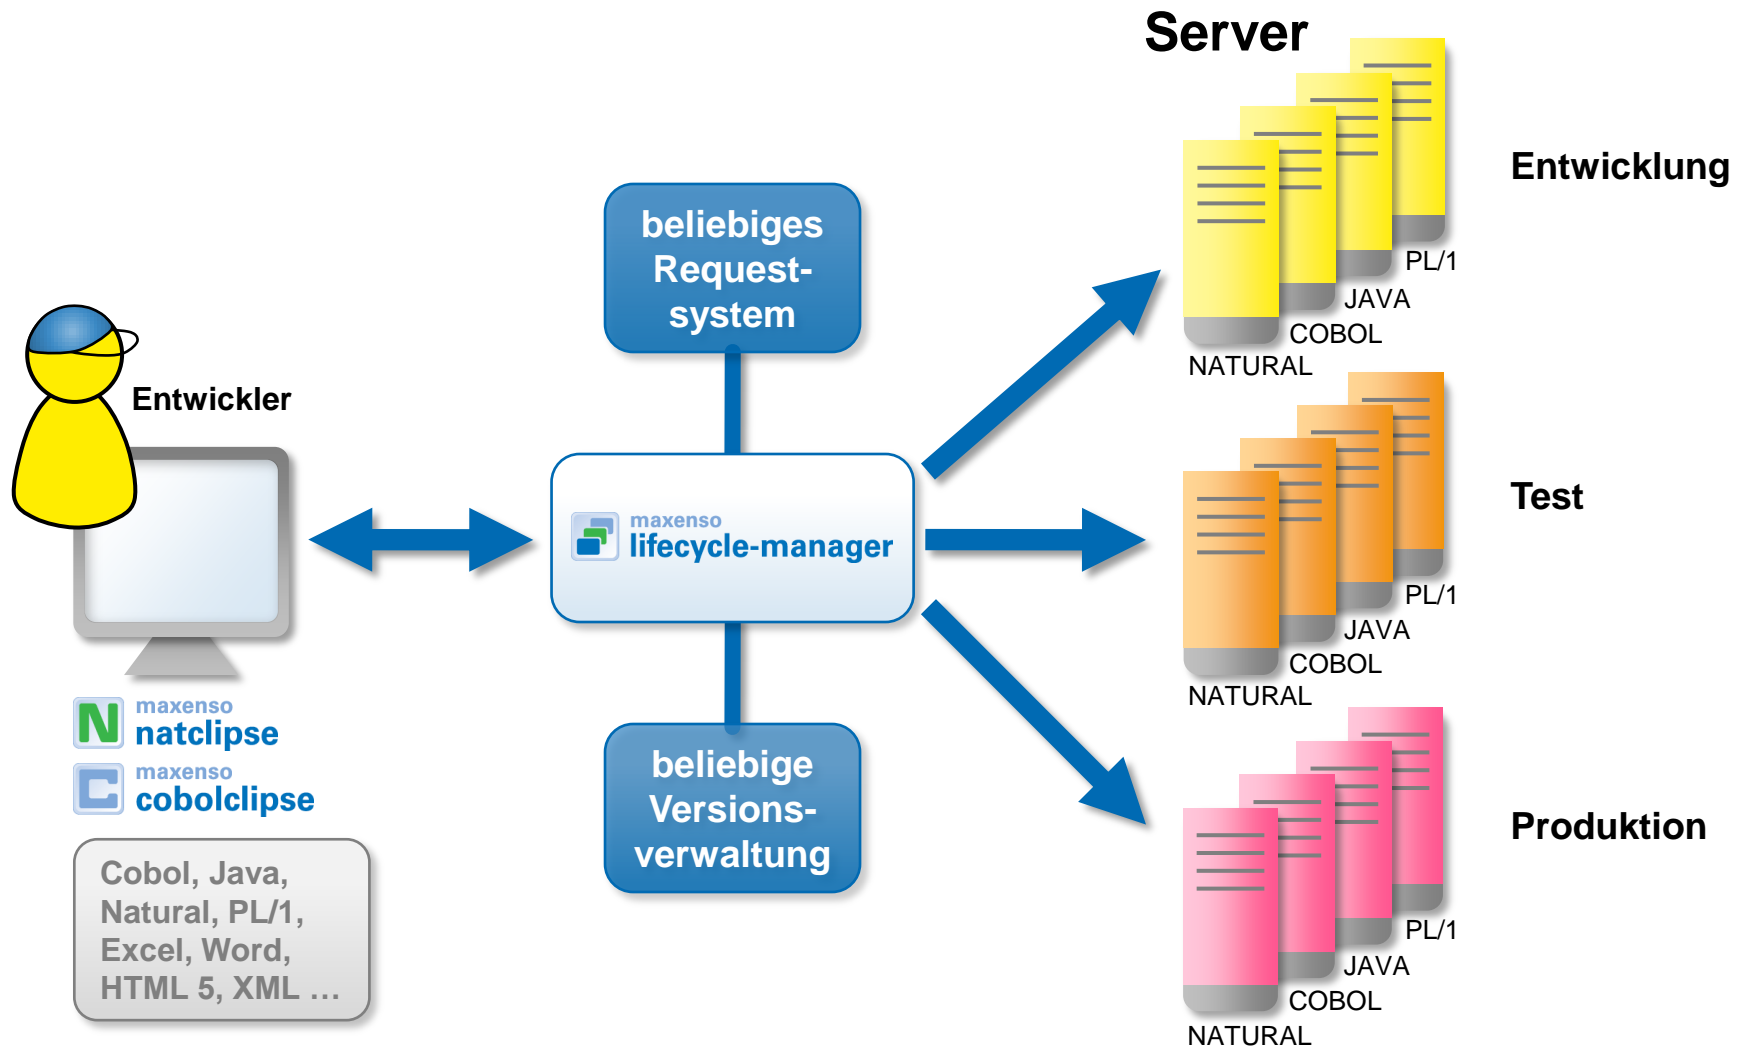 Server
Entwicklung
PL/1
JAVA
COBOL
NATURAL
beliebiges
Request-
system
Entwickler
maxenso
lifecycle-manager
Test
PL/1
JAVA
COBOL
NATURAL
maxenso
natclipse
maxenso
cobolclipse
beliebige
Versions-
verwaltung
Cobol, Java,
Natural, PL/1,
Excel, Word,
HTML 5, XML …
Produktion
PL/1
JAVA
COBOL
NATURAL